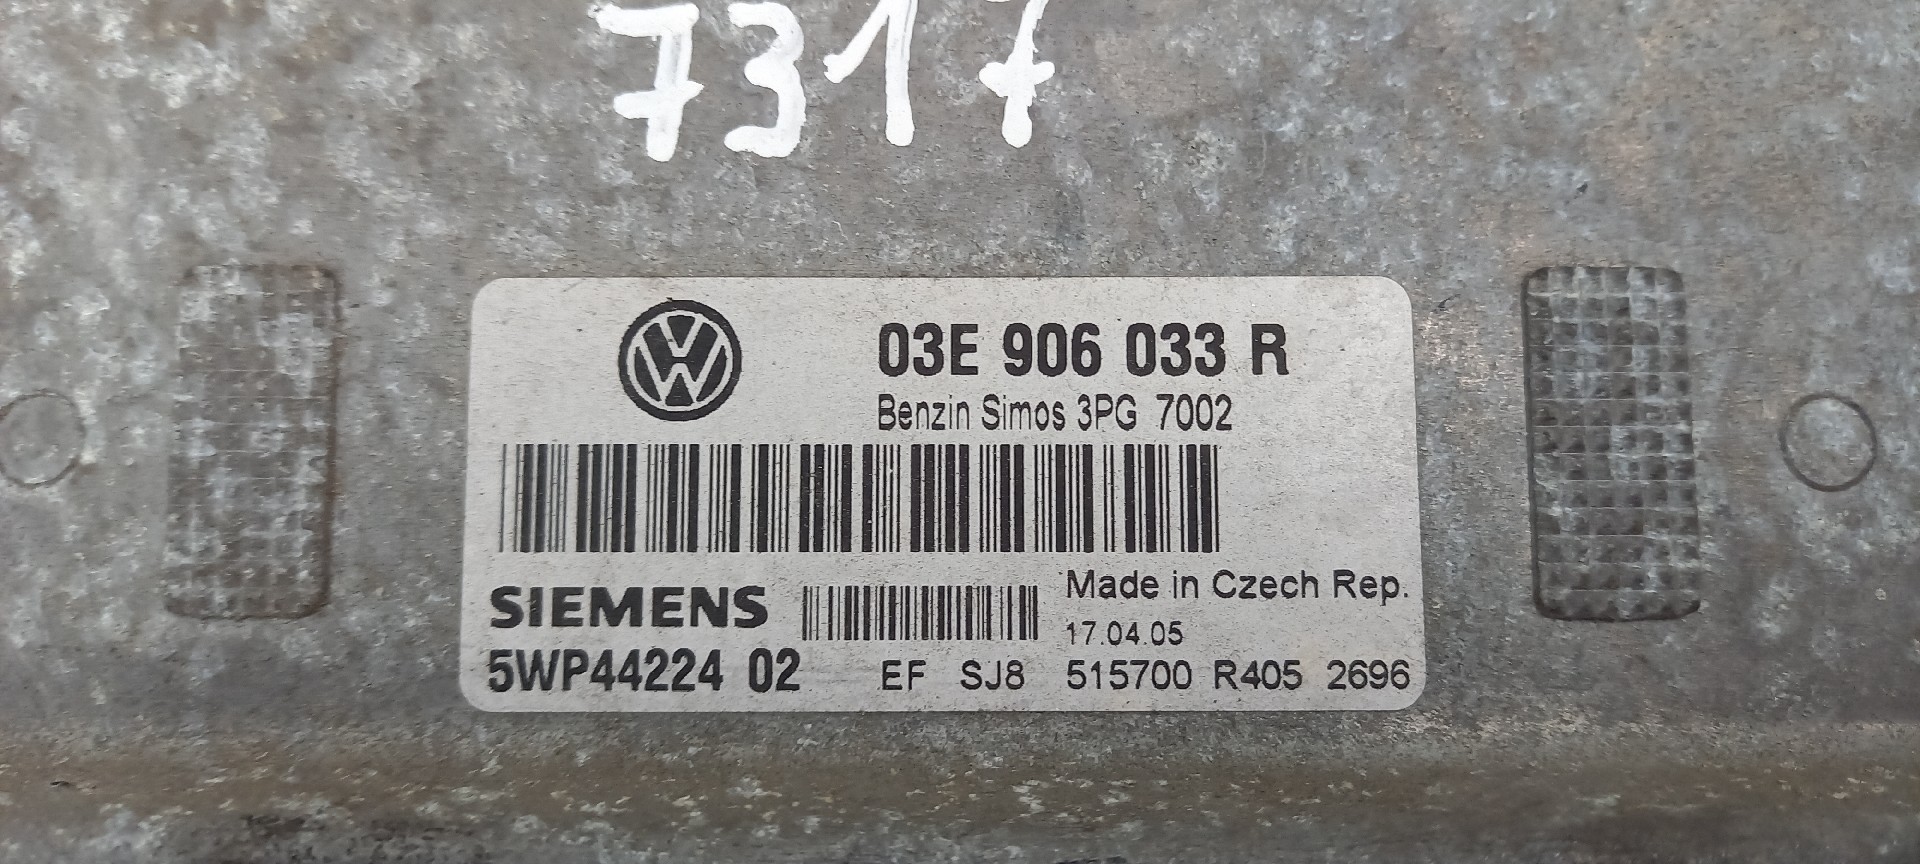 7317
03E 906 033 R
Benzin Simos 3PG 7002
SIEMENS
Made in Czech Rep.
17.04.05
5WP44224 02 EF SJ8 515700 R405 2696